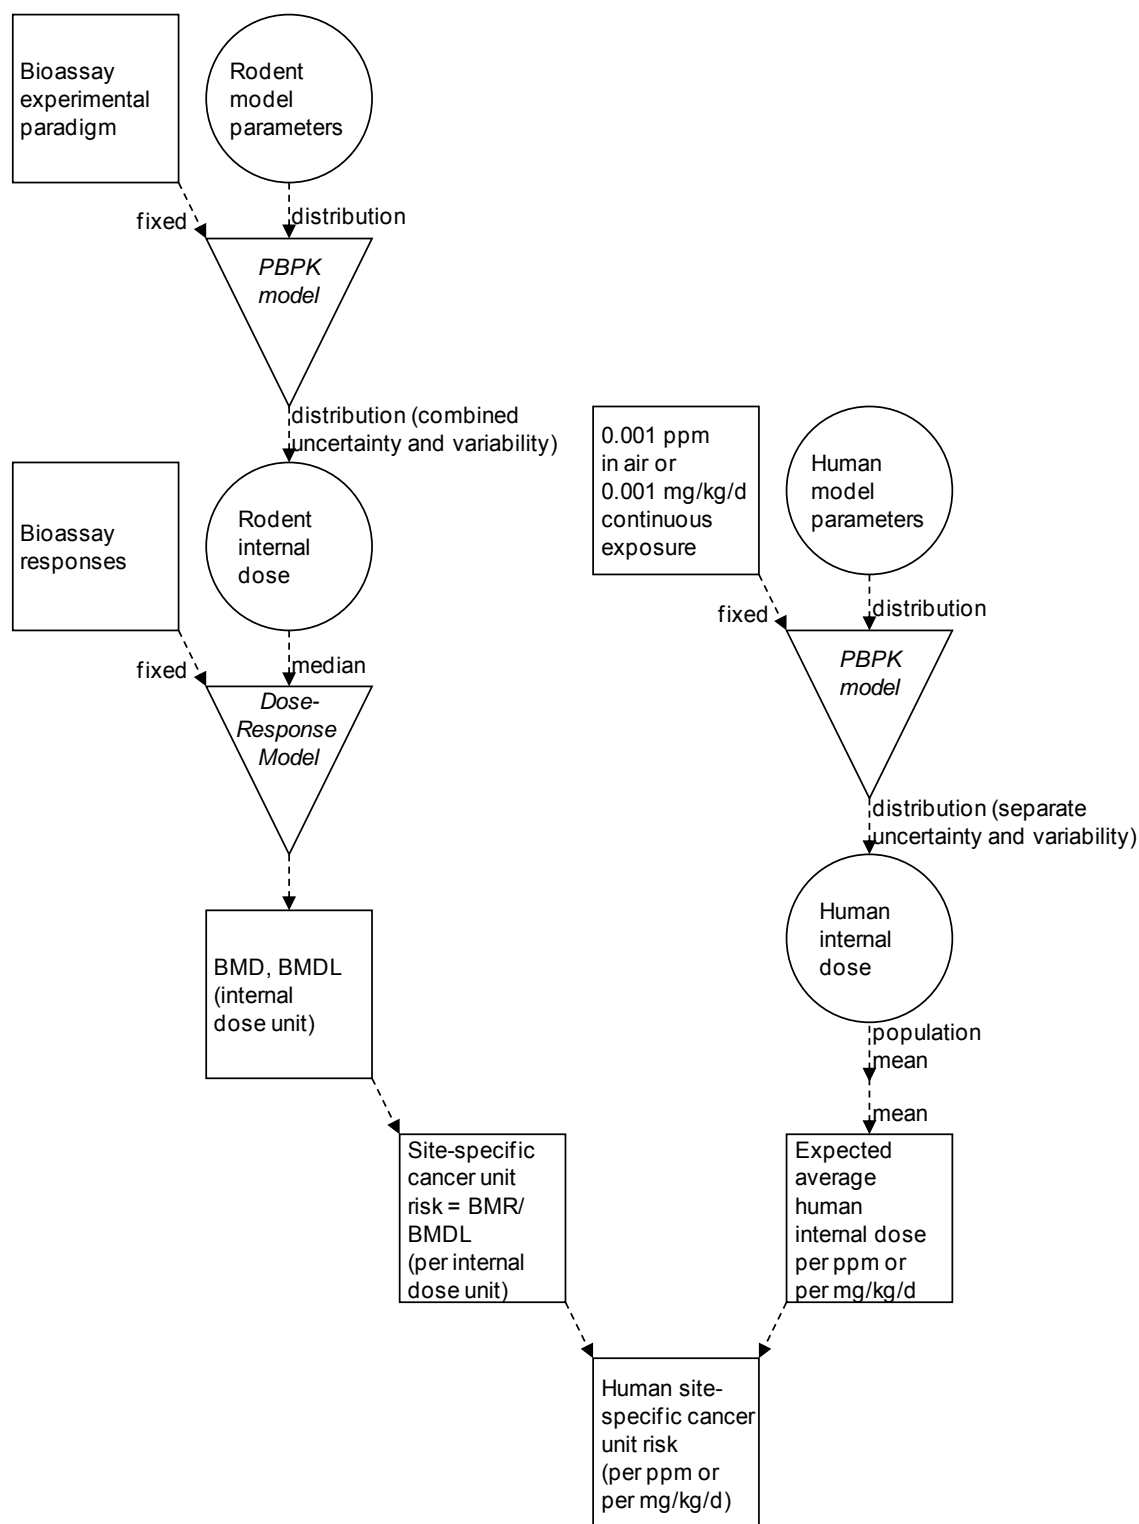 Bioassay
experimental
paradigm
Rodent
model
parameters
fixed
distribution
PBPK
model
distribution (combined
uncertainty and variability)
Bioassay
responses
Rodent
internal
dose
fixed
median
Dose-
Response
Model
BMD, BMDL
(internal
dose unit)
Site-specific
cancer unit
risk = BMR/
BMDL
(per internal
dose unit)
0.001 ppm
in air or
0.001 mg/kg/d
continuous
exposure
Human
model
parameters
fixed
distribution
PBPK
model
distribution (separate
uncertainty and variability)
Human
internal
dose
population
mean
mean
Expected
average
human
internal dose
per ppm or
per mg/kg/d
Human site-
specific cancer
unit risk
(per ppm or
per mg/kg/d)